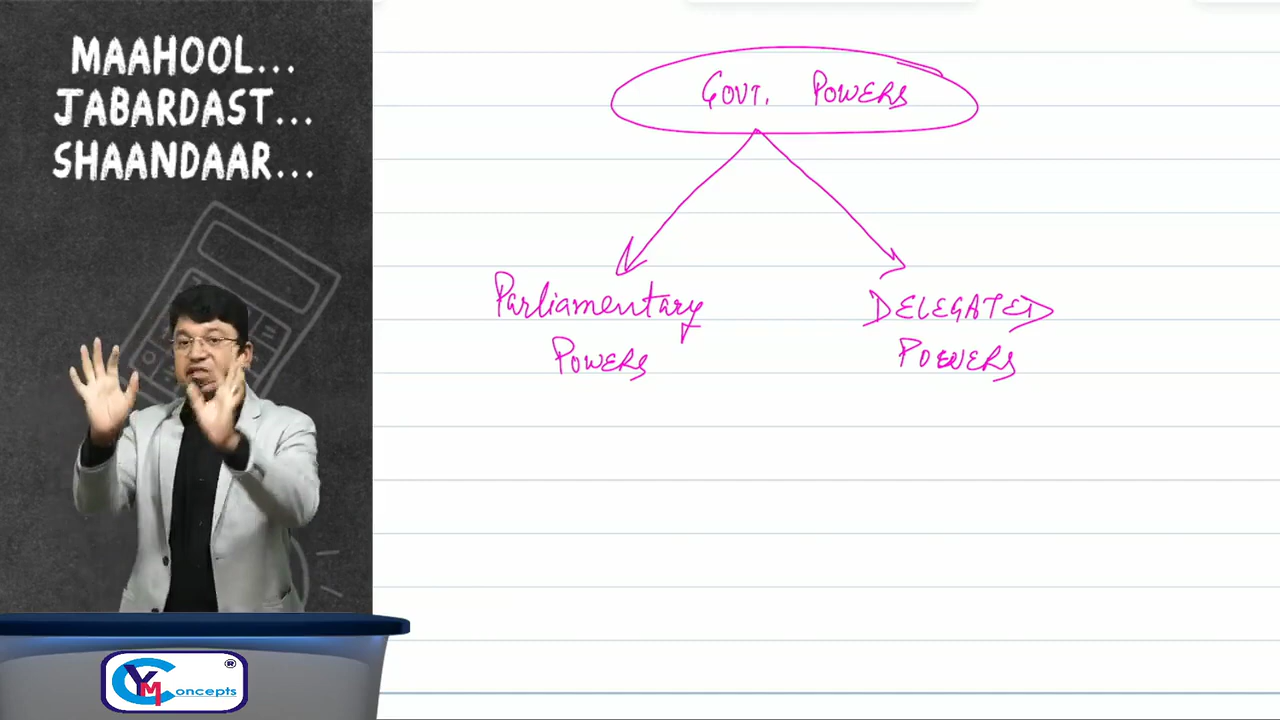 MAAHOOL...
JABARDAST...
SHAANDAAR...
GOVT. POWERS
Parliamentary
POWERS
DELEGATED
POWERS
YM Concepts ®